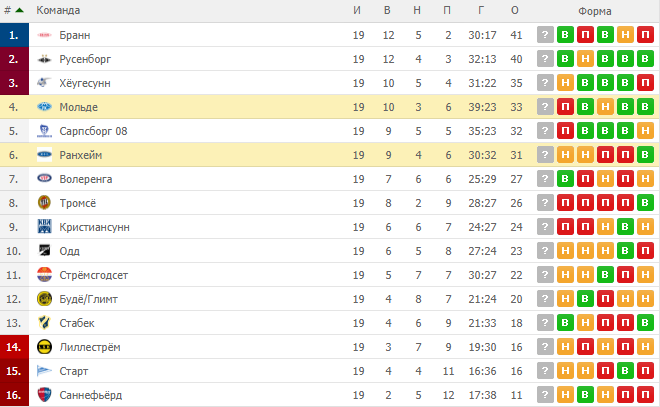 # Команда И В Н П Г О Форма
1. Бранн 19 12 5 2 30:17 41 ? В П В Н П
2. Русенборг 19 12 4 3 32:13 40 ? В Н В В В
3. Хёугесунн 19 10 5 4 31:22 35 ? Н В В В П
4. Мольде 19 10 3 6 39:23 33 ? П В Н В В
5. Сарпсборг 08 19 9 5 5 35:23 32 ? П В В В Н
6. Ранхейм 19 9 4 6 30:32 31 ? Н Н П П В
7. Волеренга 19 7 6 6 25:29 27 ? В П Н П Н
8. Тромсё 19 8 2 9 28:27 26 ? П П П П В
9. Кристиансунн 19 6 6 7 24:27 24 ? П П Н В Н
10. Одд 19 6 5 8 27:24 23 ? Н Н Н В П
11. Стрёмсгодсет 19 5 7 7 30:27 22 ? Н Н В П Н
12. Будё/Глимт 19 4 8 7 21:24 20 ? Н В П Н Н
13. Стабек 19 4 6 9 21:33 18 ? В Н П П В
14. Лиллестрём 19 3 7 9 19:30 16 ? Н П Н П Н
15. Старт 19 4 4 11 16:36 16 ? Н Н П В П
16. Саннефьёрд 19 2 5 12 17:38 11 ? Н В Н П П